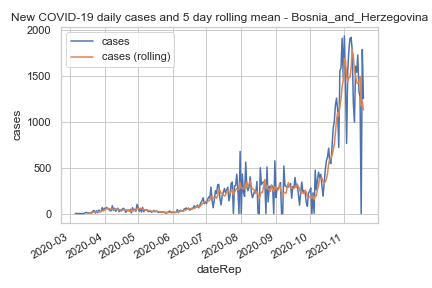 New COVID-19 daily cases and 5 day rolling mean - Bosnia_and_Herzegovina
cases
cases (rolling)
2000
1500
1000
500
0
cases
2020-03
2020-04
2020-05
2020-06
2020-07
2020-08
2020-09
2020-10
2020-11
dateRep